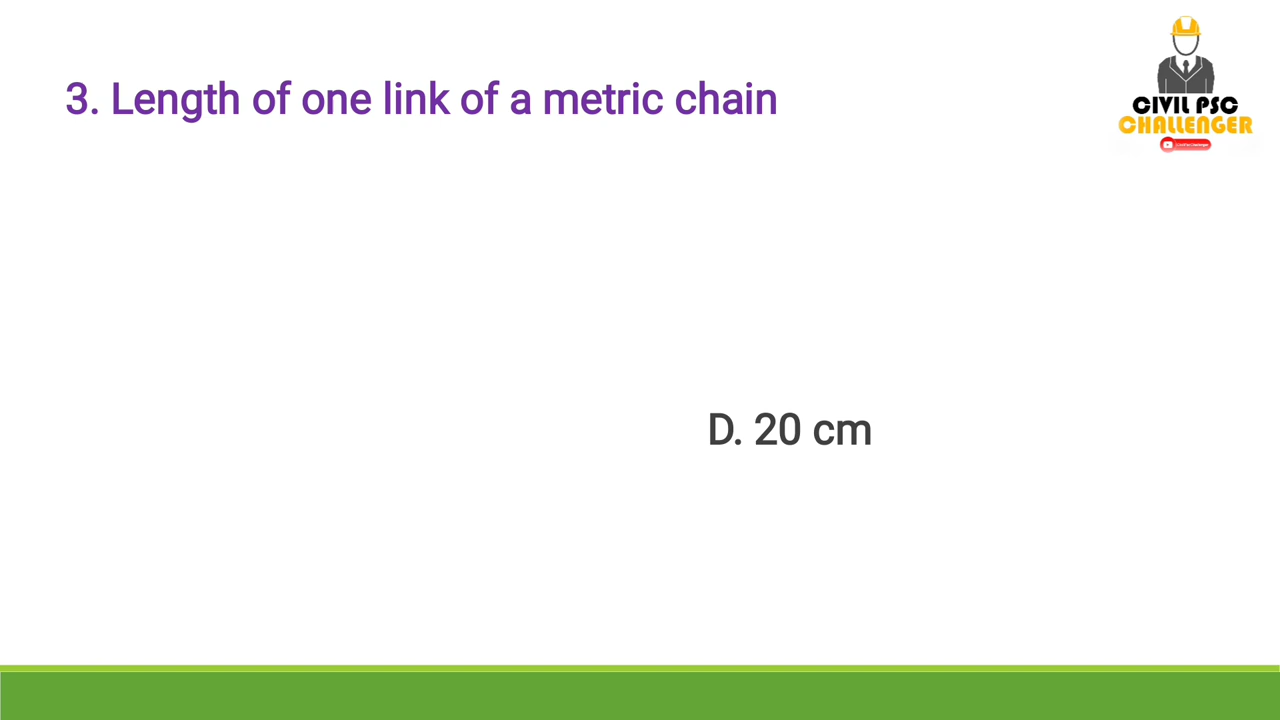 3. Length of one link of a metric chain
CIVIL PSC
CHALLENGER
D. 20 cm